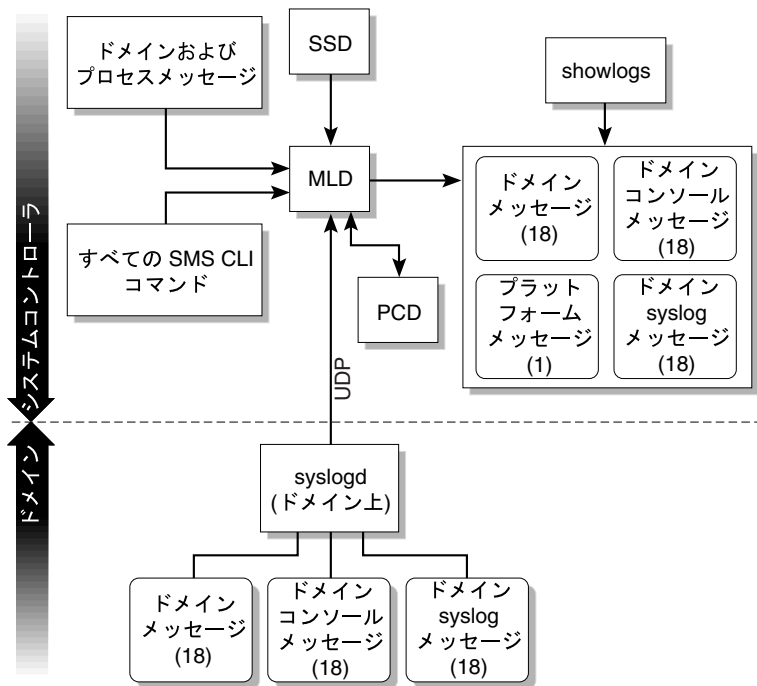 ドメインおよび
プロセスメッセージ
SSD
showlogs
MLD
ドメイン
メッセージ
(18)
ドメイン
コンソール
メッセージ
(18)
すべての SMS CLI
コマンド
PCD
プラット
フォーム
メッセージ
(1)
ドメイン
syslog
メッセージ
(18)
システムコントローラ
UDP
ドメイン
syslogd
(ドメイン上)
ドメイン
メッセージ
(18)
ドメイン
コンソール
メッセージ
(18)
ドメイン
syslog
メッセージ
(18)